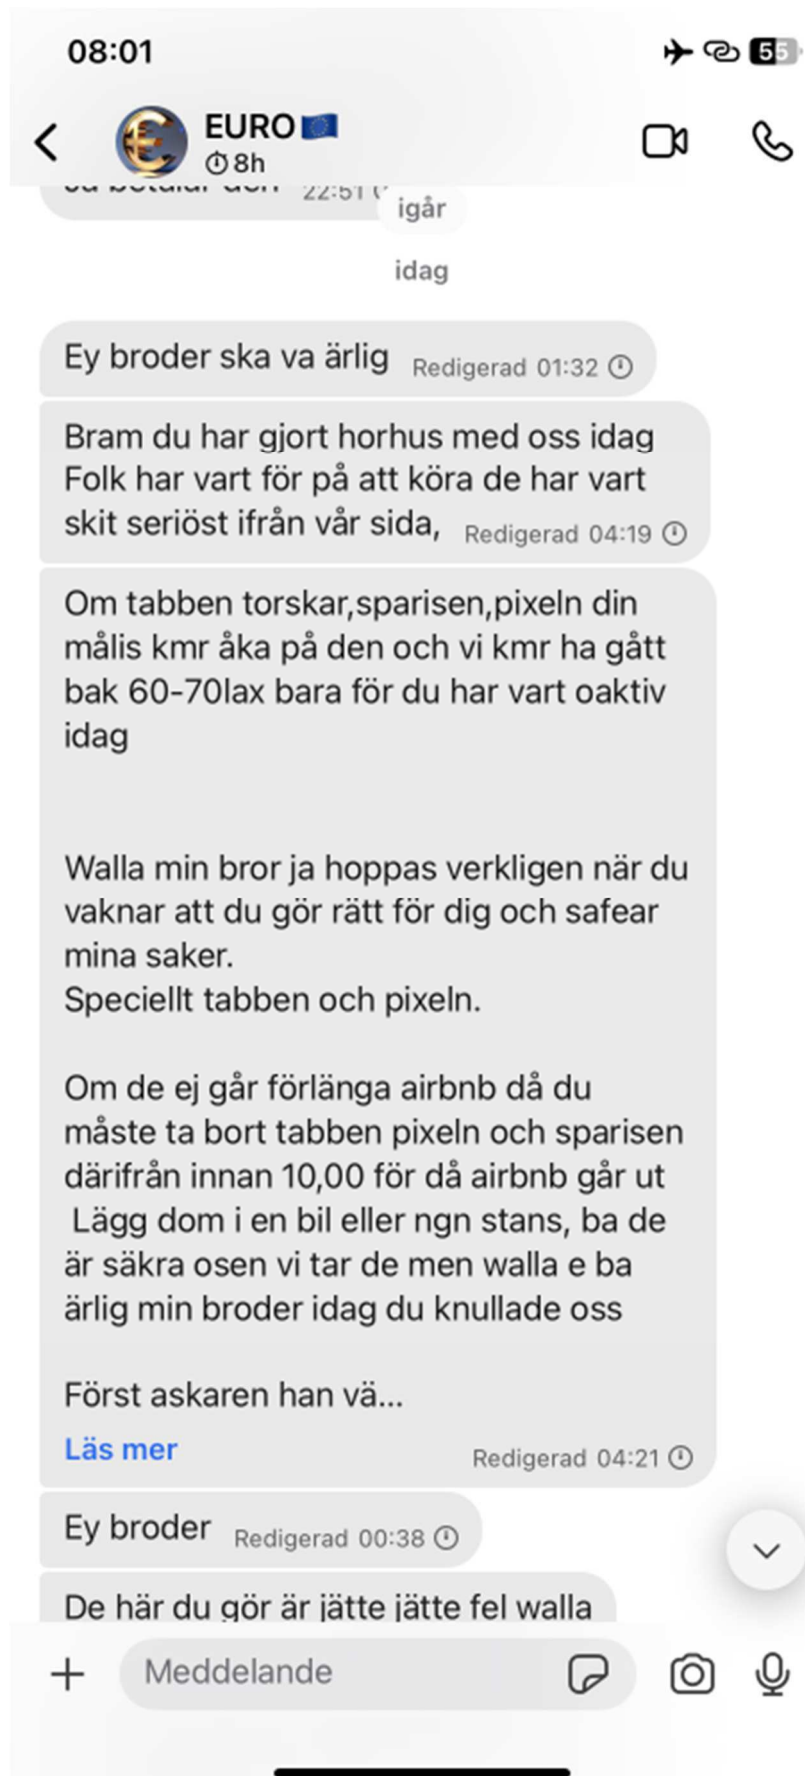 08:01
55
EURO🇪🇺
8h
22:51
igår
idag
Ey broder ska va ärlig Redigerad 01:32
Bram du har gjort horhus med oss idag
Folk har vart för på att köra de har vart
skit seriöst ifrån vår sida, Redigerad 04:19
Om tabben torskar,sparisen,pixeln din
målis kmr åka på den och vi kmr ha gått
bak 60-70lax bara för du har vart oaktiv
idag
Walla min bror ja hoppas verkligen när du
vaknar att du gör rätt för dig och safear
mina saker.
Speciellt tabben och pixeln.
Om de ej går förlänga airbnb då du
måste ta bort tabben pixeln och sparisen
därifrån innan 10,00 för då airbnb går ut
Lägg dom i en bil eller ngn stans, ba de
är säkra osen vi tar de men walla e ba
ärlig min broder idag du knullade oss
Först askaren han vä...
Läs mer Redigerad 04:21
Ey broder Redigerad 00:38
De här du gör är jätte jätte fel walla
Meddelande